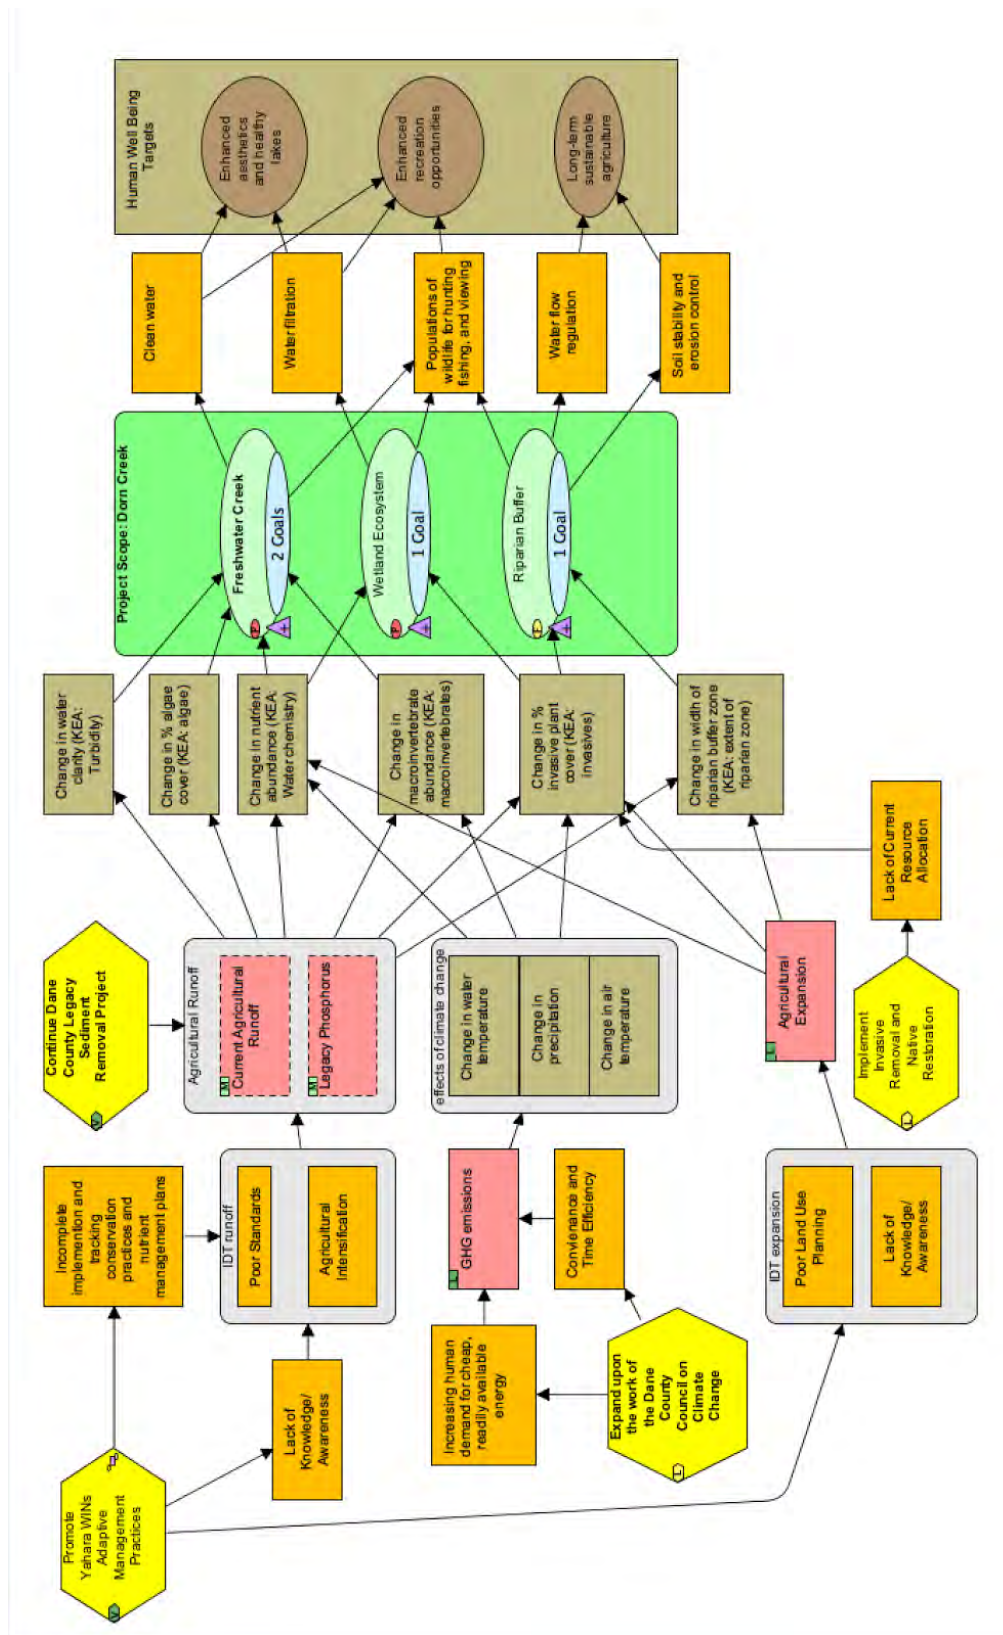 Promote
Yahara WINs
Adaptive
Management
Practices
V
Incomplete
implemention and
tracking
conservation
practices and
nutrient
management plans
Lack of
Knowledge/
Awareness
IDT runoff
Poor Standards
Agricultural
Intensification
Continue Dane
County Legacy
Sediment
Removal Project
V
Agricultural Runoff
M
Current Agricultural
Runoff
M
Legacy Phosphorus
Increasing human
demand for cheap,
readily available
energy
Expand upon
the work of
the Dane
County
Council on
Climate
Change
L
GHG emissions
L
Convienance and
Time Efficiency
effects of climate change
Change in water
temperature
Change in
precipitation
Change in air
temperature
IDT expansion
Poor Land Use
Planning
Lack of
Knowledge/
Awareness
Agricultural
Expansion
L
Implement
Invasive
Removal and
Native
Restoration
L
Lack of Current
Resource
Allocation
Change in water
clarity (KEA:
Turbidity)
Change in % algae
cover (KEA: algae)
Change in nutrient
abundance (KEA:
Water chemistry)
Change in
macroinvertebrate
abundance (KEA:
macroinvertebrates)
Change in %
invasive plant
cover (KEA:
invasives)
Change in width of
riparian buffer zone
(KEA: extent of
riparian zone)
Project Scope: Dorn Creek
Freshwater Creek
2 Goals
P
Wetland Ecosystem
1 Goal
P
Riparian Buffer
1 Goal
F
Clean water
Water filtration
Populations of
wildlife for hunting
fishing, and viewing
Water flow
regulation
Soil stability and
erosion control
Human Well Being
Targets
Enhanced
aesthetics
and healthy
lakes
Enhanced
recreation
opportunities
Long-term
sustainable
agriculture